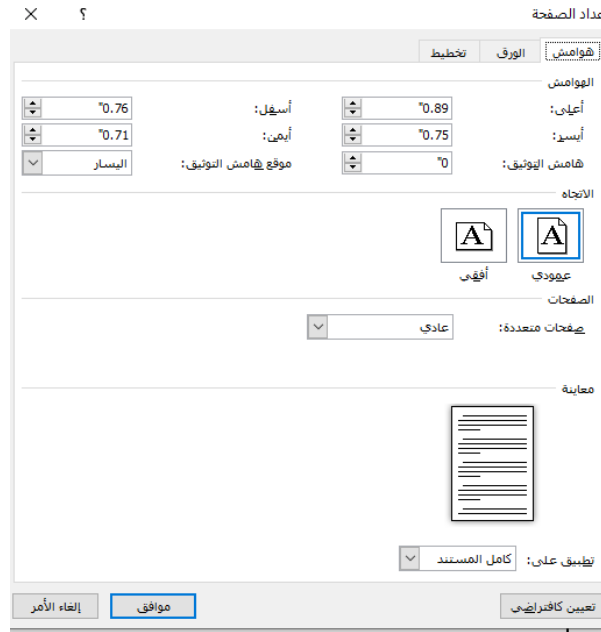 عداد الصفحة ؟
هوامش الورق تخطيط
الهوامش
أعلى: 0.89" أسفل: 0.76"
أيسر: 0.75" أيمن: 0.71"
هامش التوثيق: 0" موقع هامش التوثيق: اليسار
الاتجاه
A A
عمودي أفقي
الصفحات
صفحات متعددة: عادي
معاينة
تطبيق على: كامل المستند
تعيين كافتراضي موافق إلغاء الأمر